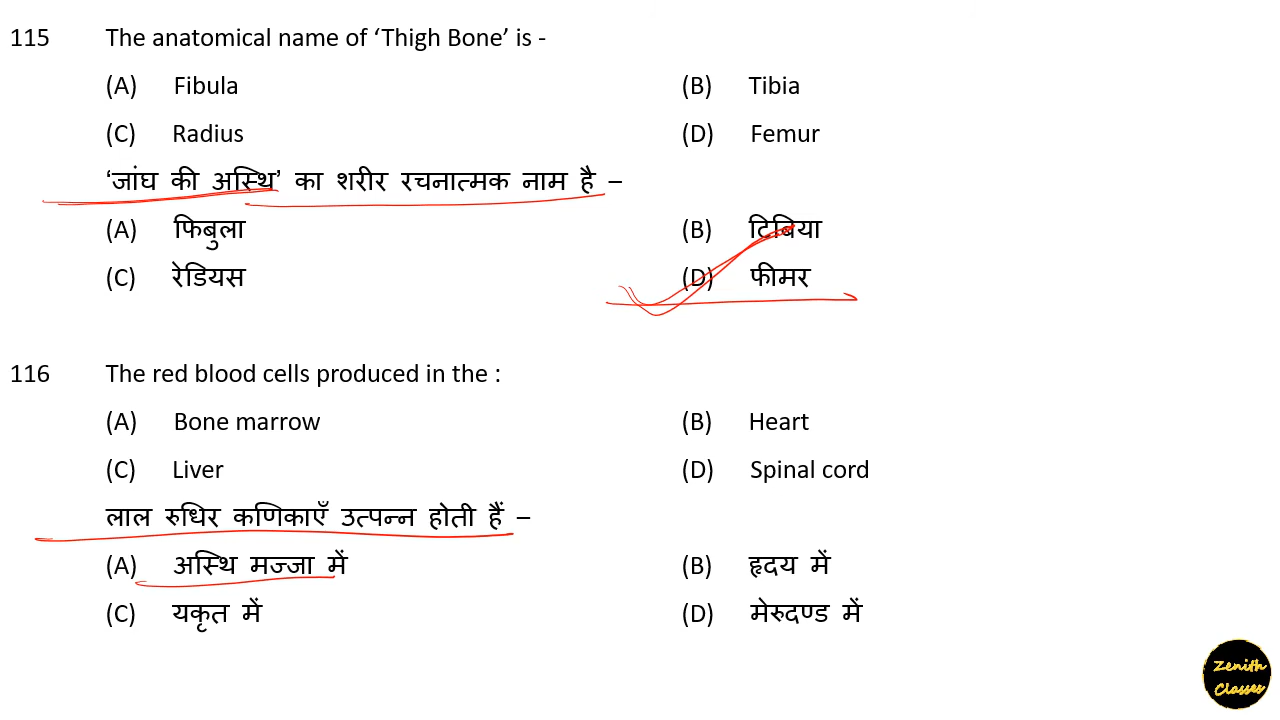 115 The anatomical name of ‘Thigh Bone’ is -
(A) Fibula (B) Tibia
(C) Radius (D) Femur
‘जांघ की अस्थि’ का शरीर रचनात्मक नाम है –
(A) फिबुला (B) टिबिया
(C) रेडियस (D) फीमर
116 The red blood cells produced in the :
(A) Bone marrow (B) Heart
(C) Liver (D) Spinal cord
लाल रुधिर कणिकाएँ उत्पन्न होती हैं –
(A) अस्थि मज्जा में (B) हृदय में
(C) यकृत में (D) मेरुदण्ड में
Zenith
Classes